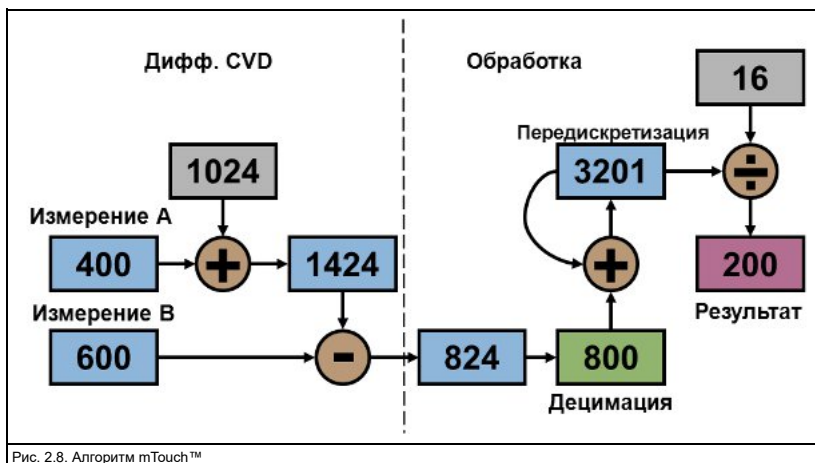 Дифф. CVD
Обработка
16
Передискретизация
1024
3201
÷
Измерение A
400
+
1424
+
200
Измерение B
Результат
600
-
824
800
Децимация
Рис. 2.8. Алгоритм mTouch™